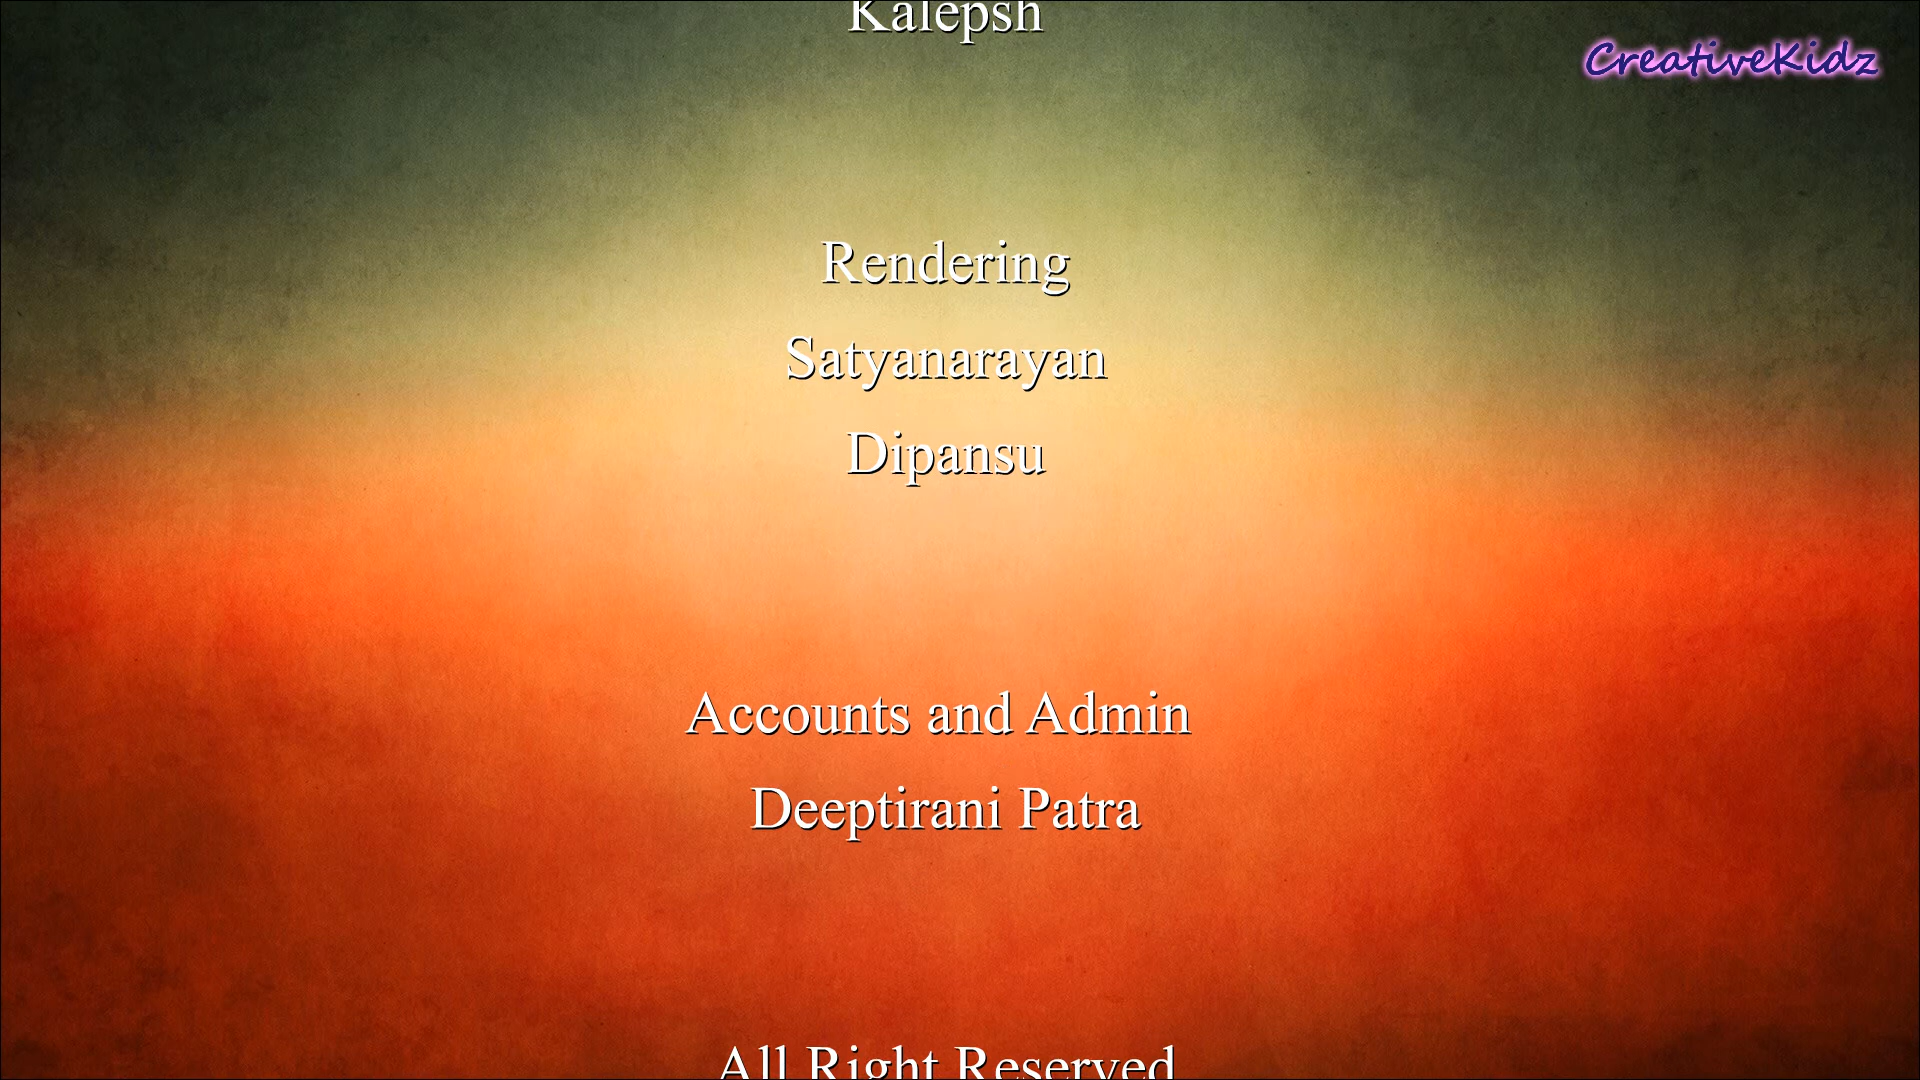 Kalepsh
CreativeKidz
Rendering
Satyanarayan
Dipansu
Accounts and Admin
Deeptirani Patra
All Right Reserved